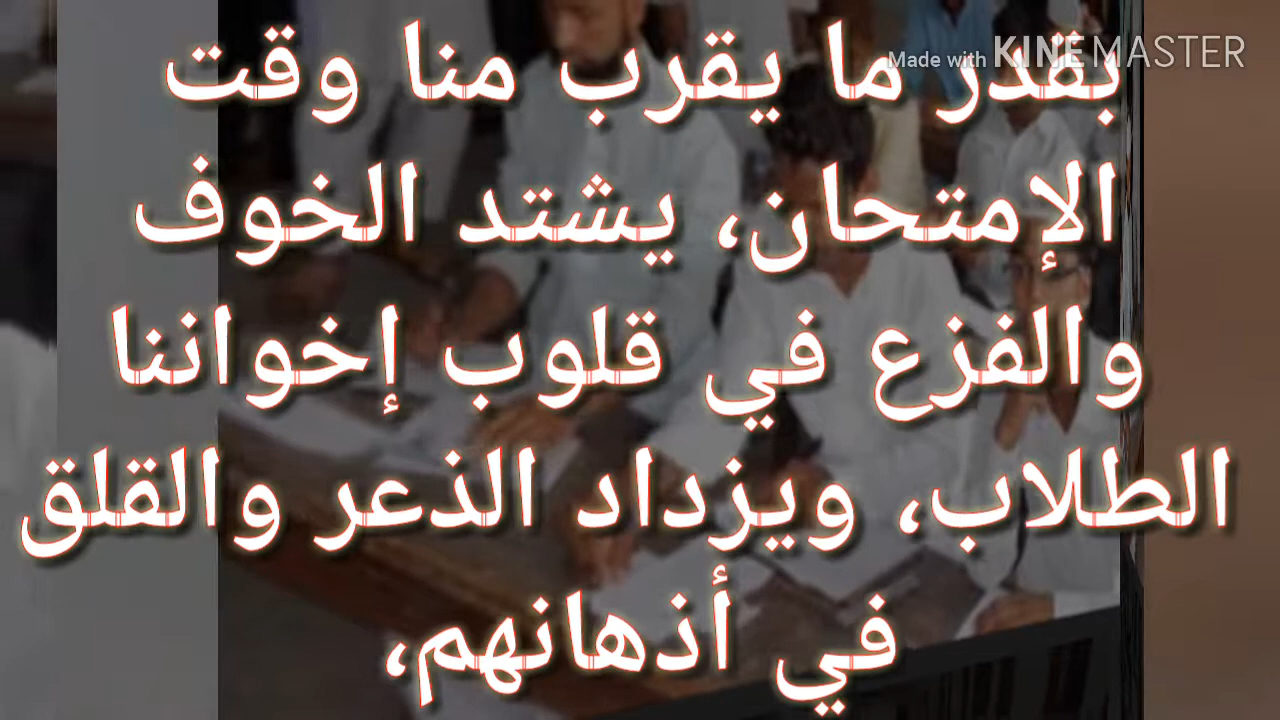 Made with KINEMASTER
بقدر ما يقرب منا وقت
الإمتحان، يشتد الخوف
والفزع في قلوب إخواننا
الطلاب، ويزداد الذعر والقلق
في أذهانهم،